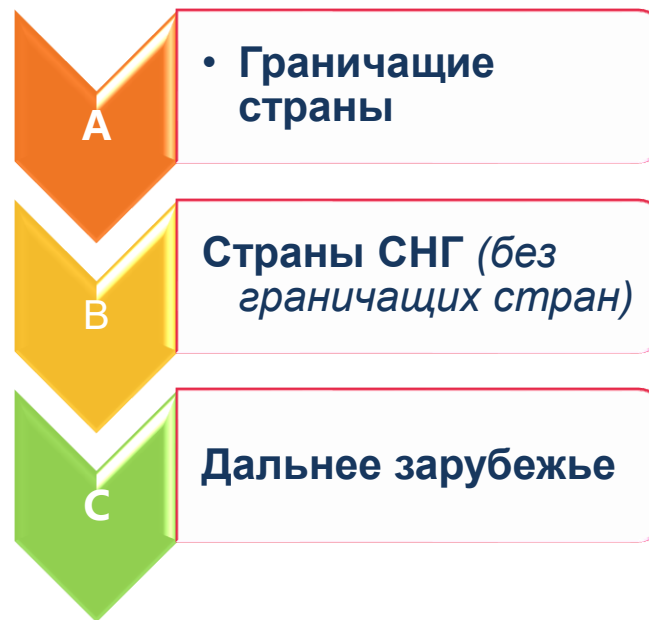 A
• Граничащие
страны
B
Страны СНГ (без
граничащих стран)
C
Дальнее зарубежье